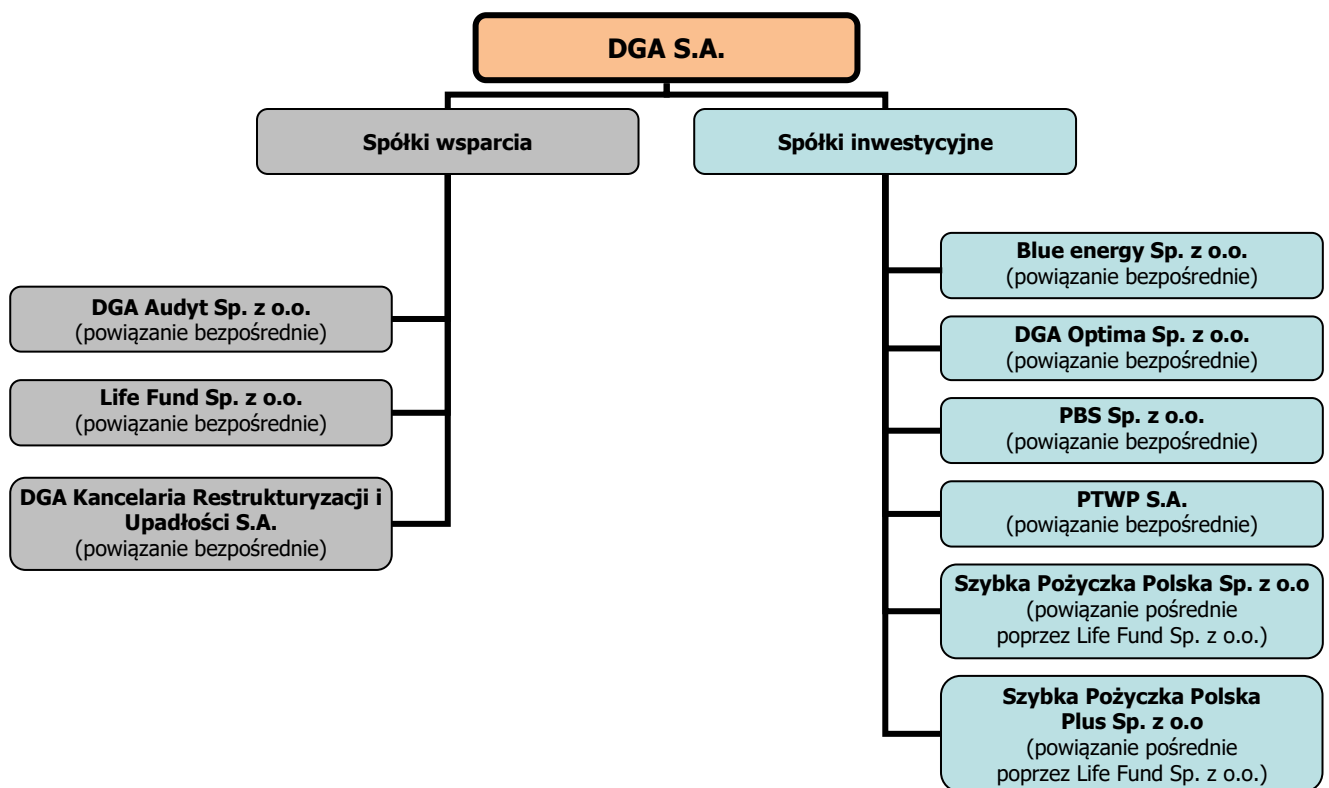 DGA S.A.
Spółki wsparcia
Spółki inwestycyjne
DGA Audyt Sp. z o.o.
(powiązanie bezpośrednie)
Life Fund Sp. z o.o.
(powiązanie bezpośrednie)
DGA Kancelaria Restrukturyzacji i
Upadłości S.A.
(powiązanie bezpośrednie)
Blue energy Sp. z o.o.
(powiązanie bezpośrednie)
DGA Optima Sp. z o.o.
(powiązanie bezpośrednie)
PBS Sp. z o.o.
(powiązanie bezpośrednie)
PTWP S.A.
(powiązanie bezpośrednie)
Szybka Pożyczka Polska Sp. z o.o
(powiązanie pośrednie
poprzez Life Fund Sp. z o.o.)
Szybka Pożyczka Polska
Plus Sp. z o.o
(powiązanie pośrednie
poprzez Life Fund Sp. z o.o.)